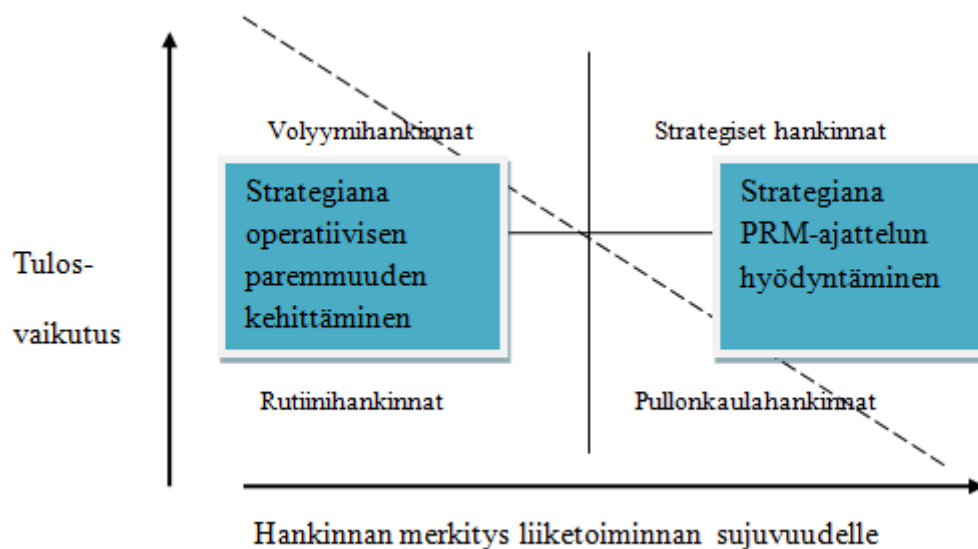 Volyymihankinnat
Strategiset hankinnat
Strategiana
operatiivisen
paremmuuden
kehittäminen
Strategiana
PRM-ajattelun
hyödyntäminen
Tulos-
vaikutus
Rutiinihankinnat
Pullonkaulahankinnat
Hankinnan merkitys liiketoiminnan sujuvuudelle